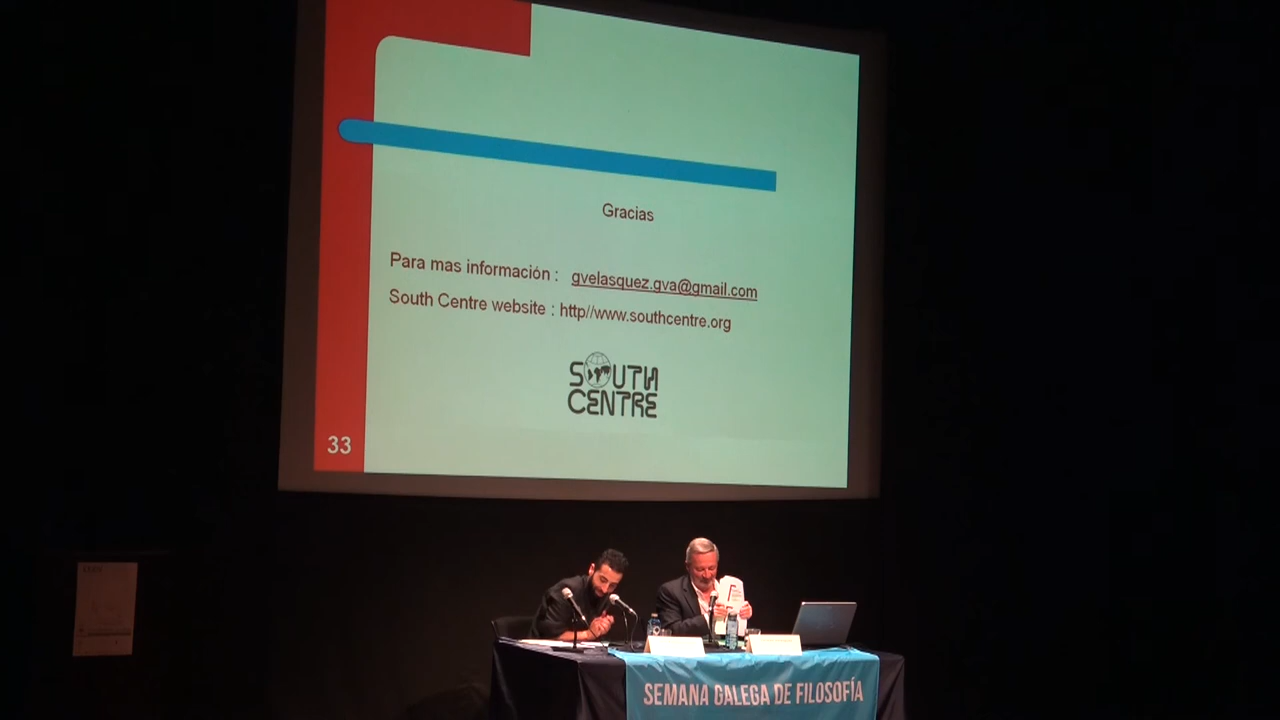 Gracias
Para mas información : gvelasquez.gva@gmail.com
South Centre website : http//www.southcentre.org
SOUTH
CENTRE
33
SEMANA GALEGA DE FILOSOFÍA